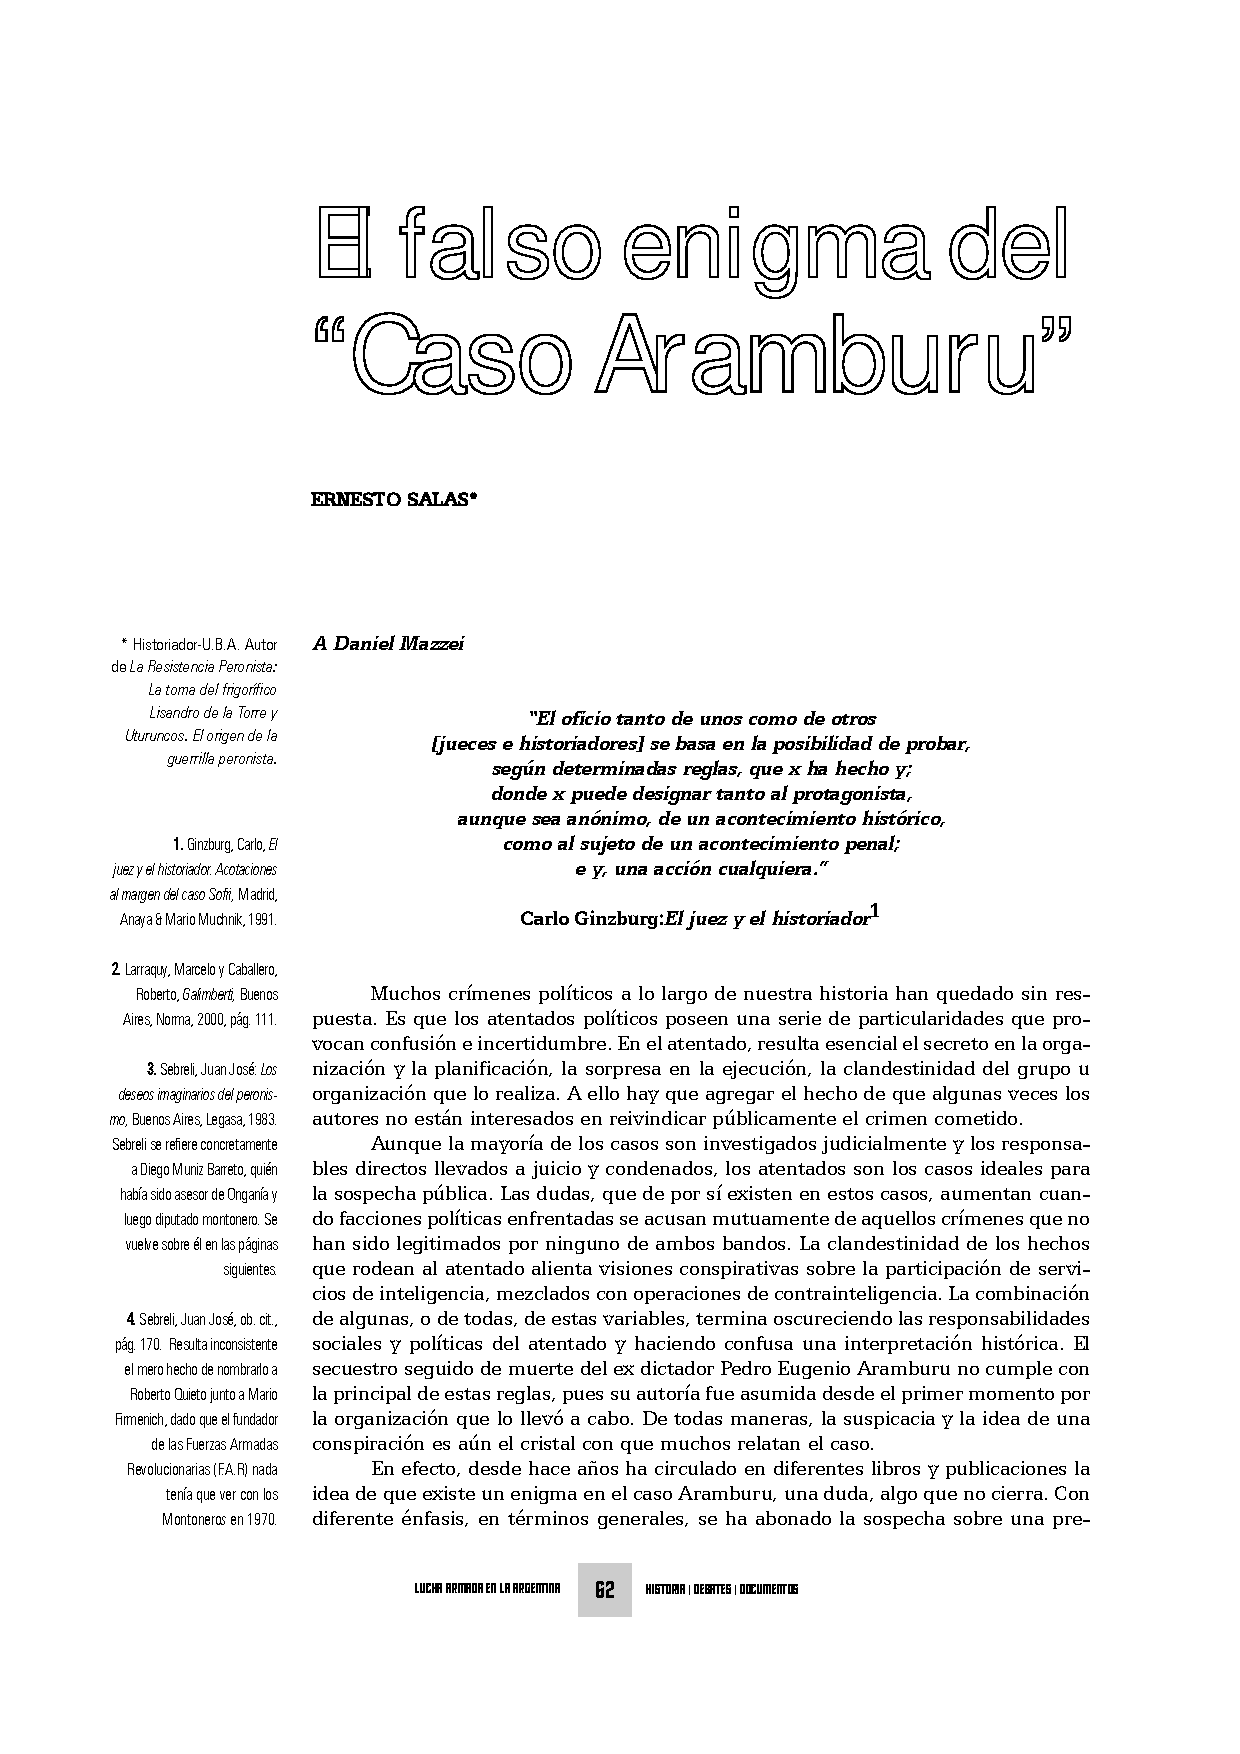 El falso enigma del
“Caso Aramburu”
ERNESTO SALAS*
* Historiador-U.B.A. Autor
de La Resistencia Peronista:
La toma del frigorífico
Lisandro de la Torre y
Uturuncos. El origen de la
guerrilla peronista.
1. Ginzburg, Carlo, El
juez y el historiador. Acotaciones
al margen del caso Sofri, Madrid,
Anaya & Mario Muchnik, 1991.
2. Larraquy, Marcelo y Caballero,
Roberto, Galimberti, Buenos
Aires, Norma, 2000, pág. 111.
3. Sebreli, Juan José: Los
deseos imaginarios del peronis-
mo, Buenos Aires, Legasa, 1983.
Sebreli se refiere concretamente
a Diego Muniz Barreto, quién
había sido asesor de Onganía y
luego diputado montonero. Se
vuelve sobre él en las páginas
siguientes.
4. Sebreli, Juan José, ob. cit.,
pág. 170. Resulta inconsistente
el mero hecho de nombrarlo a
Roberto Quieto junto a Mario
Firmenich, dado que el fundador
de las Fuerzas Armadas
Revolucionarias (F.A.R) nada
tenía que ver con los
Montoneros en 1970.
A Daniel Mazzei
"El oficio tanto de unos como de otros
[jueces e historiadores] se basa en la posibilidad de probar,
según determinadas reglas, que x ha hecho y;
donde x puede designar tanto al protagonista,
aunque sea anónimo, de un acontecimiento histórico,
como al sujeto de un acontecimiento penal;
e y, una acción cualquiera.”
Carlo Ginzburg:El juez y el historiador1
Muchos crímenes políticos a lo largo de nuestra historia han quedado sin res-
puesta. Es que los atentados políticos poseen una serie de particularidades que pro-
vocan confusión e incertidumbre. En el atentado, resulta esencial el secreto en la orga-
nización y la planificación, la sorpresa en la ejecución, la clandestinidad del grupo u
organización que lo realiza. A ello hay que agregar el hecho de que algunas veces los
autores no están interesados en reivindicar públicamente el crimen cometido.
Aunque la mayoría de los casos son investigados judicialmente y los responsa-
bles directos llevados a juicio y condenados, los atentados son los casos ideales para
la sospecha pública. Las dudas, que de por sí existen en estos casos, aumentan cuan-
do facciones políticas enfrentadas se acusan mutuamente de aquellos crímenes que no
han sido legitimados por ninguno de ambos bandos. La clandestinidad de los hechos
que rodean al atentado alienta visiones conspirativas sobre la participación de servi-
cios de inteligencia, mezclados con operaciones de contrainteligencia. La combinación
de algunas, o de todas, de estas variables, termina oscureciendo las responsabilidades
sociales y políticas del atentado y haciendo confusa una interpretación histórica. El
secuestro seguido de muerte del ex dictador Pedro Eugenio Aramburu no cumple con
la principal de estas reglas, pues su autoría fue asumida desde el primer momento por
la organización que lo llevó a cabo. De todas maneras, la suspicacia y la idea de una
conspiración es aún el cristal con que muchos relatan el caso.
En efecto, desde hace años ha circulado en diferentes libros y publicaciones la
idea de que existe un enigma en el caso Aramburu, una duda, algo que no cierra. Con
diferente énfasis, en términos generales, se ha abonado la sospecha sobre una pre-
LUCHA ARMADA EN LA ARGENTINA 62 HISTORIA | DEBATES | DOCUMENTOS